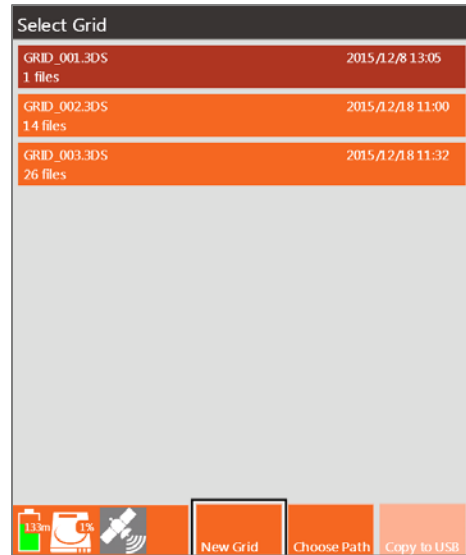 Select Grid
GRID_001.3DS 2015/12/8 13:05
1 files
GRID_002.3DS 2015/12/18 11:00
14 files
GRID_003.3DS 2015/12/18 11:32
26 files
133m 1% New Grid Choose Path Copy to USB